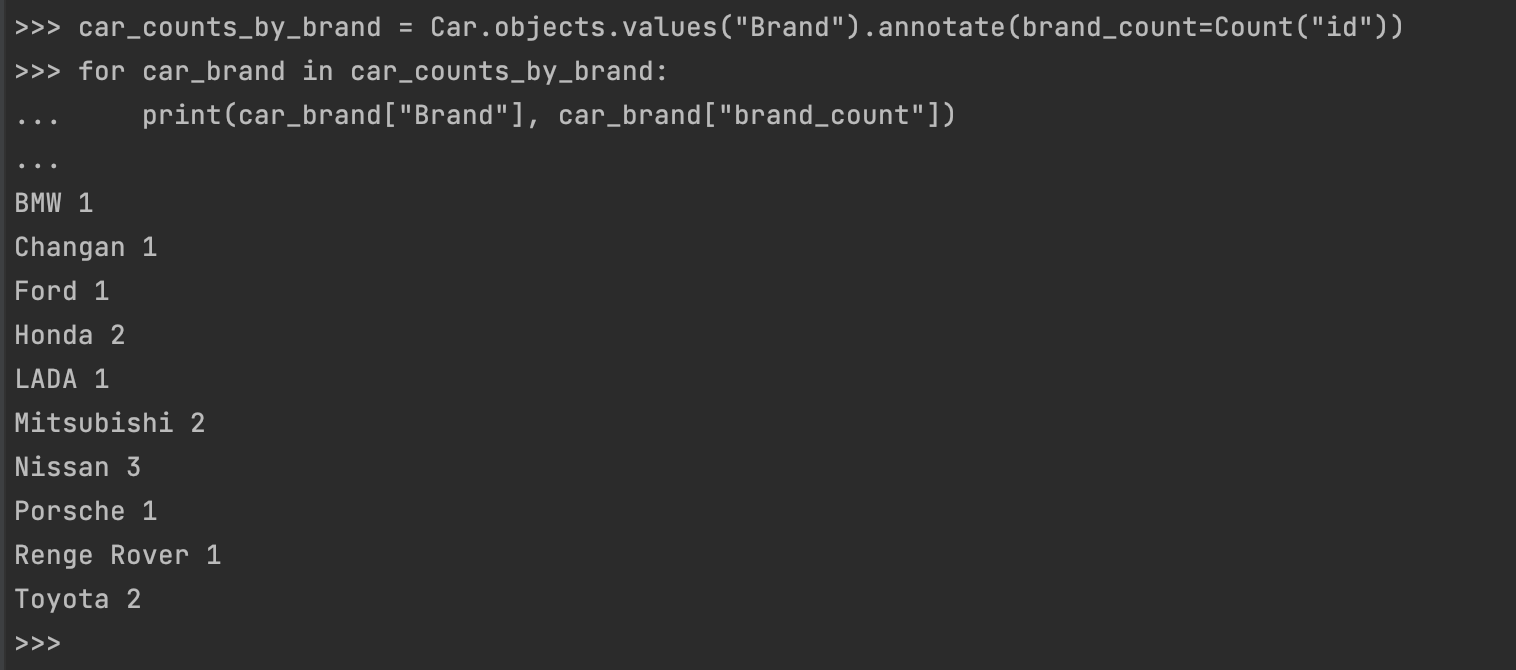 >>> car_counts_by_brand = Car.objects.values("Brand").annotate(brand_count=Count("id"))
>>> for car_brand in car_counts_by_brand:
...     print(car_brand["Brand"], car_brand["brand_count"])
...
BMW 1
Changan 1
Ford 1
Honda 2
LADA 1
Mitsubishi 2
Nissan 3
Porsche 1
Renge Rover 1
Toyota 2
>>>